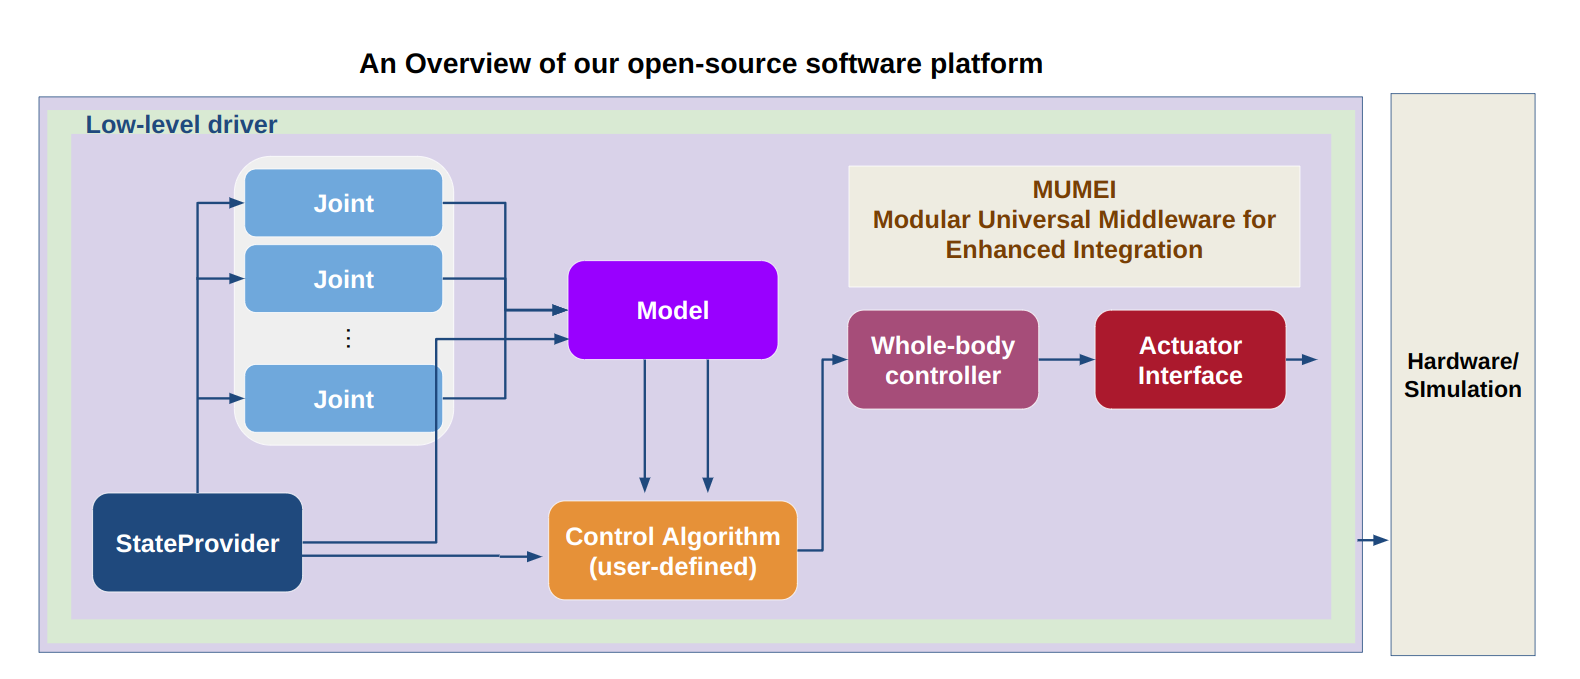 An Overview of our open-source software platform
Low-level driver
Joint
Joint
⋮
Joint
StateProvider
Model
Control Algorithm
(user-defined)
MUMEI
Modular Universal Middleware for
Enhanced Integration
Whole-body
controller
Actuator
Interface
Hardware/
SImulation